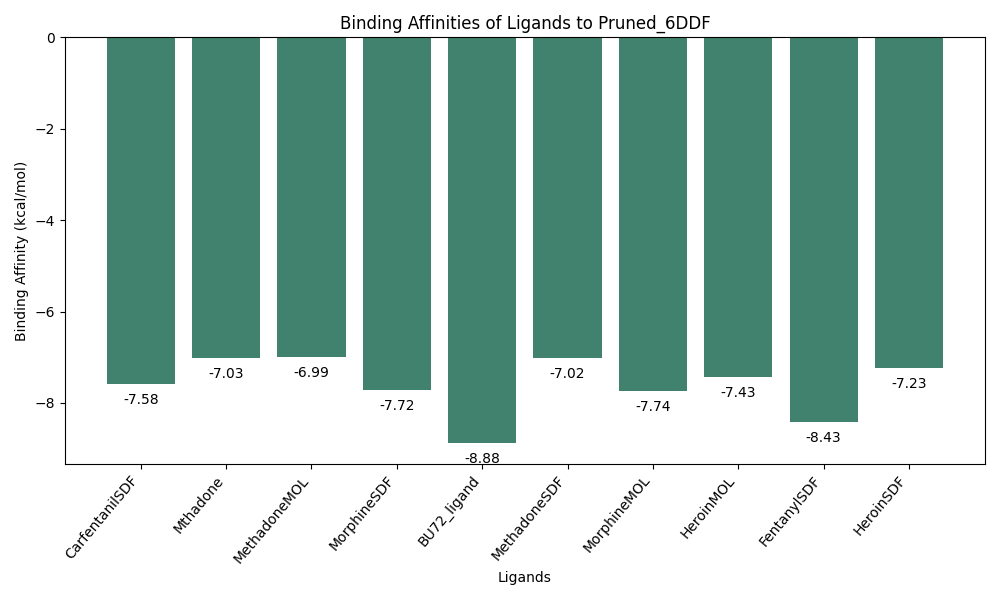 Binding Affinities of Ligands to Pruned_6DDF
Binding Affinity (kcal/mol)
0
−2
−4
−6
−8
-7.58
-7.03
-6.99
-7.72
-8.88
-7.02
-7.74
-7.43
-8.43
-7.23
CarfentanilSDF
Mthadone
MethadoneMOL
MorphineSDF
BU72_ligand
MethadoneSDF
MorphineMOL
HeroinMOL
FentanylSDF
HeroinSDF
Ligands